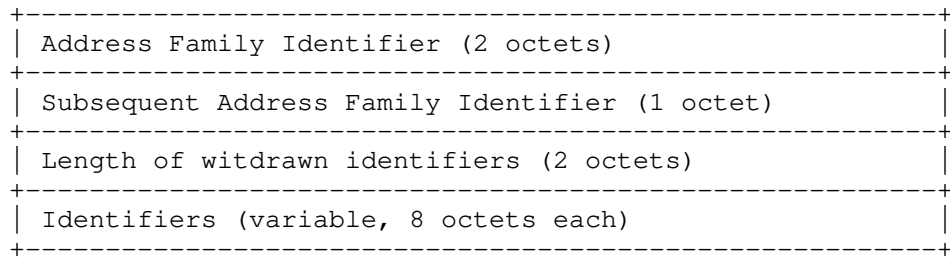 Address Family Identifier (2 octets)
Subsequent Address Family Identifier (1 octet)
Length of witdrawn identifiers (2 octets)
Identifiers (variable, 8 octets each)